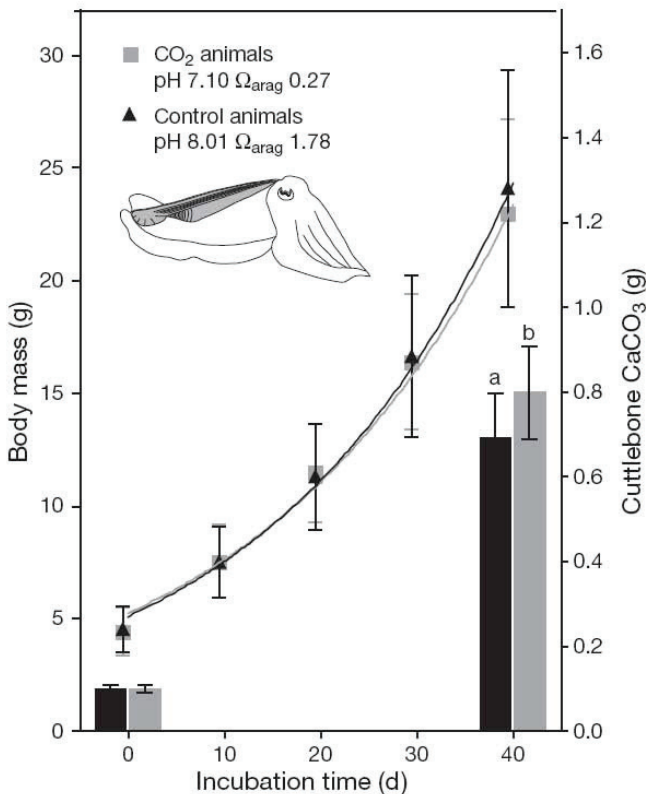 CO₂ animals
pH 7.10 Ωarag 0.27
Control animals
pH 8.01 Ωarag 1.78
Body mass (g)
30
25
20
15
10
5
0
Cuttlebone CaCO₃ (g)
1.6
1.4
1.2
1.0
0.8
0.6
0.4
0.2
0.0
a
b
0 10 20 30 40
Incubation time (d)